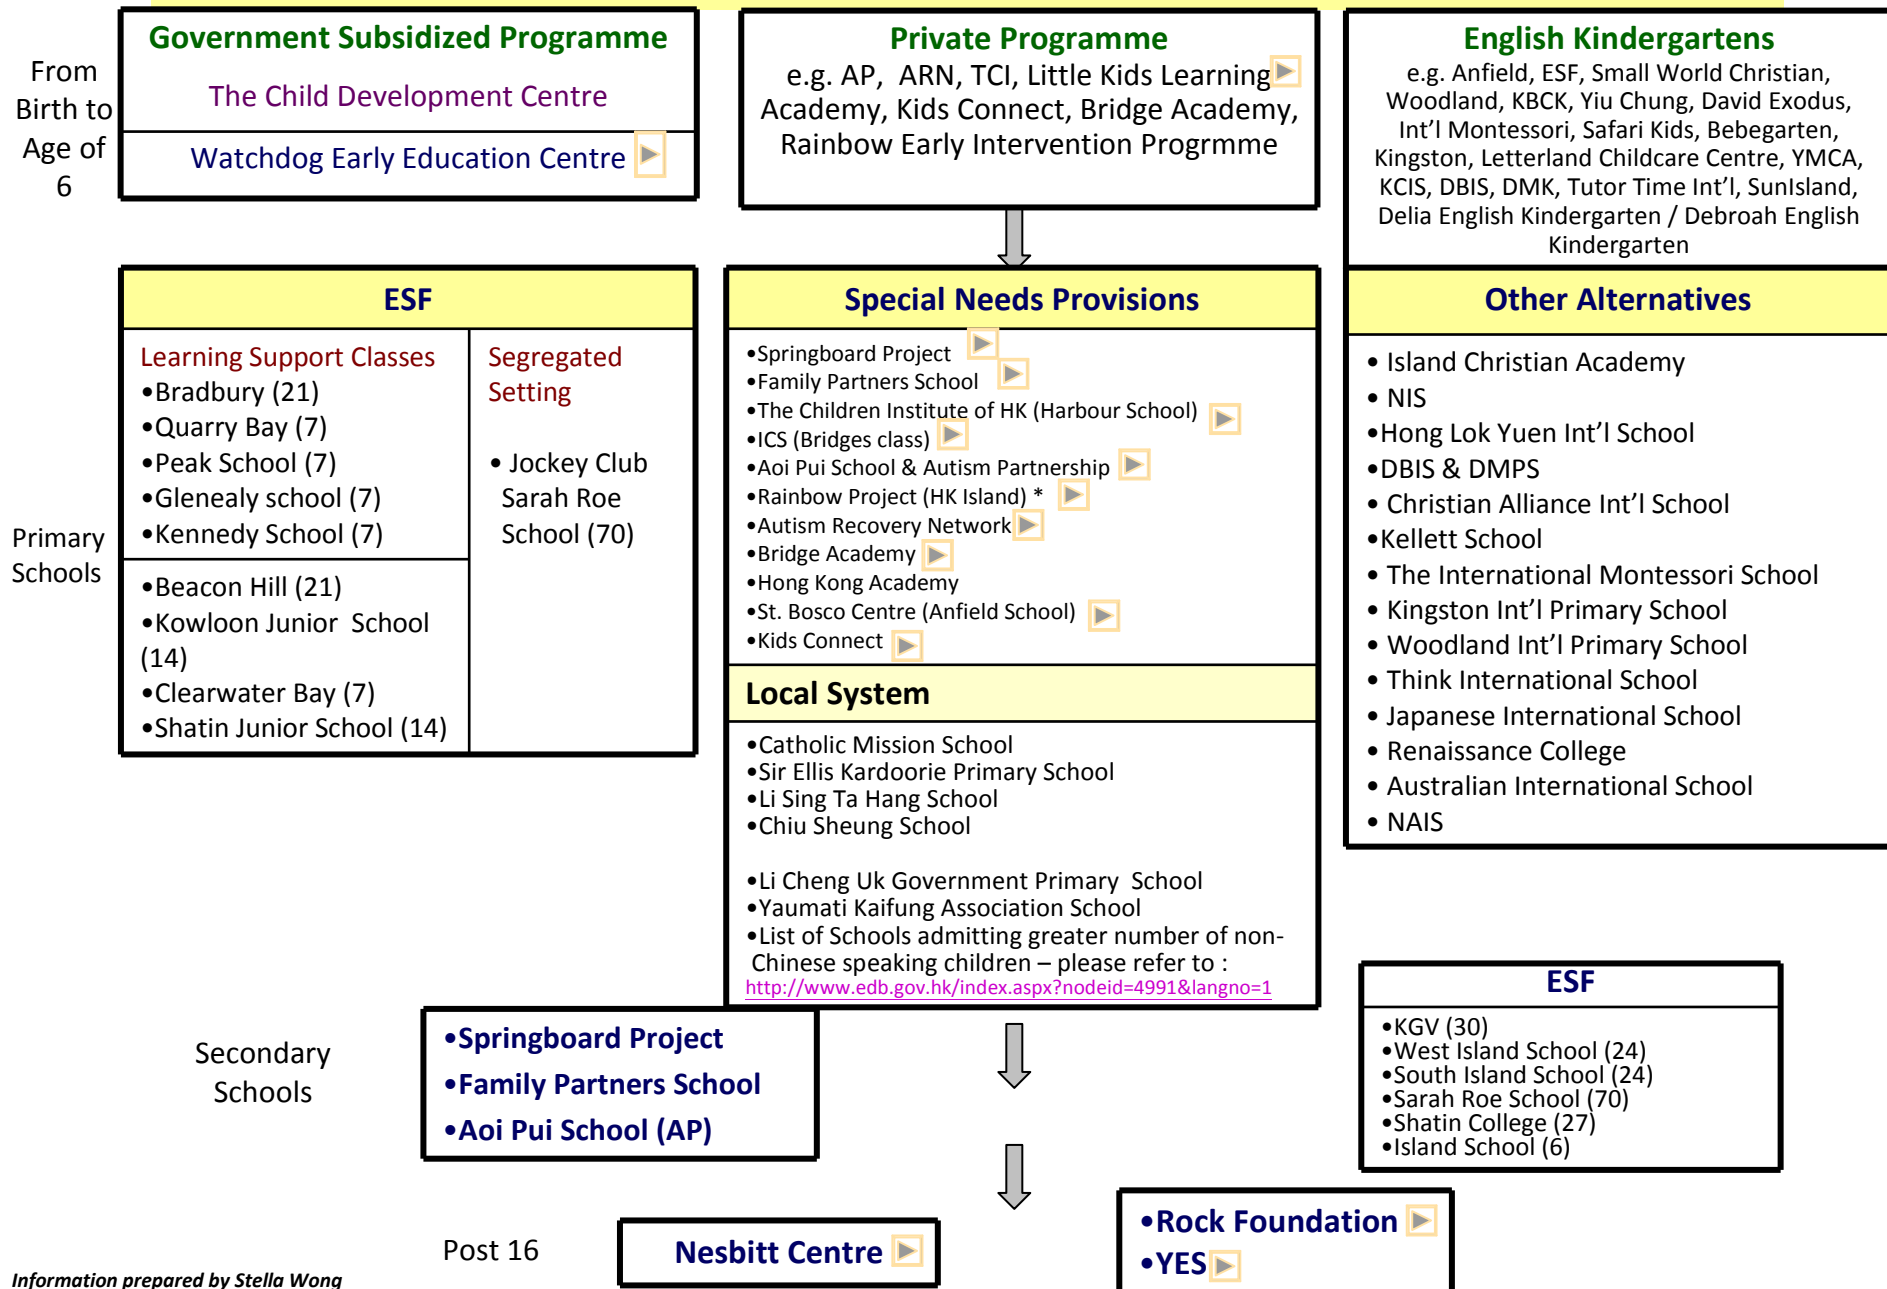 From
Birth to
Age of
6
Government Subsidized Programme
The Child Development Centre
Watchdog Early Education Centre
Private Programme
e.g. AP, ARN, TCI, Little Kids Learning
Academy, Kids Connect, Bridge Academy,
Rainbow Early Intervention Progrmme
English Kindergartens
e.g. Anfield, ESF, Small World Christian,
Woodland, KBCK, Yiu Chung, David Exodus,
Int’l Montessori, Safari Kids, Bebegarten,
Kingston, Letterland Childcare Centre, YMCA,
KCIS, DBIS, DMK, Tutor Time Int’l, SunIsland,
Delia English Kindergarten / Debroah English
Kindergarten
Primary
Schools
ESF
Learning Support Classes
•Bradbury (21)
•Quarry Bay (7)
•Peak School (7)
•Glenealy school (7)
•Kennedy School (7)
•Beacon Hill (21)
•Kowloon Junior School
(14)
•Clearwater Bay (7)
•Shatin Junior School (14)
Segregated
Setting
• Jockey Club
Sarah Roe
School (70)
Special Needs Provisions
•Springboard Project
•Family Partners School
•The Children Institute of HK (Harbour School)
•ICS (Bridges class)
•Aoi Pui School & Autism Partnership
•Rainbow Project (HK Island) *
•Autism Recovery Network
•Bridge Academy
•Hong Kong Academy
•St. Bosco Centre (Anfield School)
•Kids Connect
Local System
•Catholic Mission School
•Sir Ellis Kardoorie Primary School
•Li Sing Ta Hang School
•Chiu Sheung School
•Li Cheng Uk Government Primary School
•Yaumati Kaifung Association School
•List of Schools admitting greater number of non-
Chinese speaking children – please refer to :
http://www.edb.gov.hk/index.aspx?nodeid=4991&langno=1
Other Alternatives
• Island Christian Academy
• NIS
•Hong Lok Yuen Int’l School
•DBIS & DMPS
• Christian Alliance Int’l School
•Kellett School
• The International Montessori School
• Kingston Int’l Primary School
• Woodland Int’l Primary School
• Think International School
• Japanese International School
• Renaissance College
• Australian International School
• NAIS
Secondary
Schools
•Springboard Project
•Family Partners School
•Aoi Pui School (AP)
ESF
•KGV (30)
•West Island School (24)
•South Island School (24)
•Sarah Roe School (70)
•Shatin College (27)
•Island School (6)
Post 16
Nesbitt Centre
•Rock Foundation
•YES
Information prepared by Stella Wong